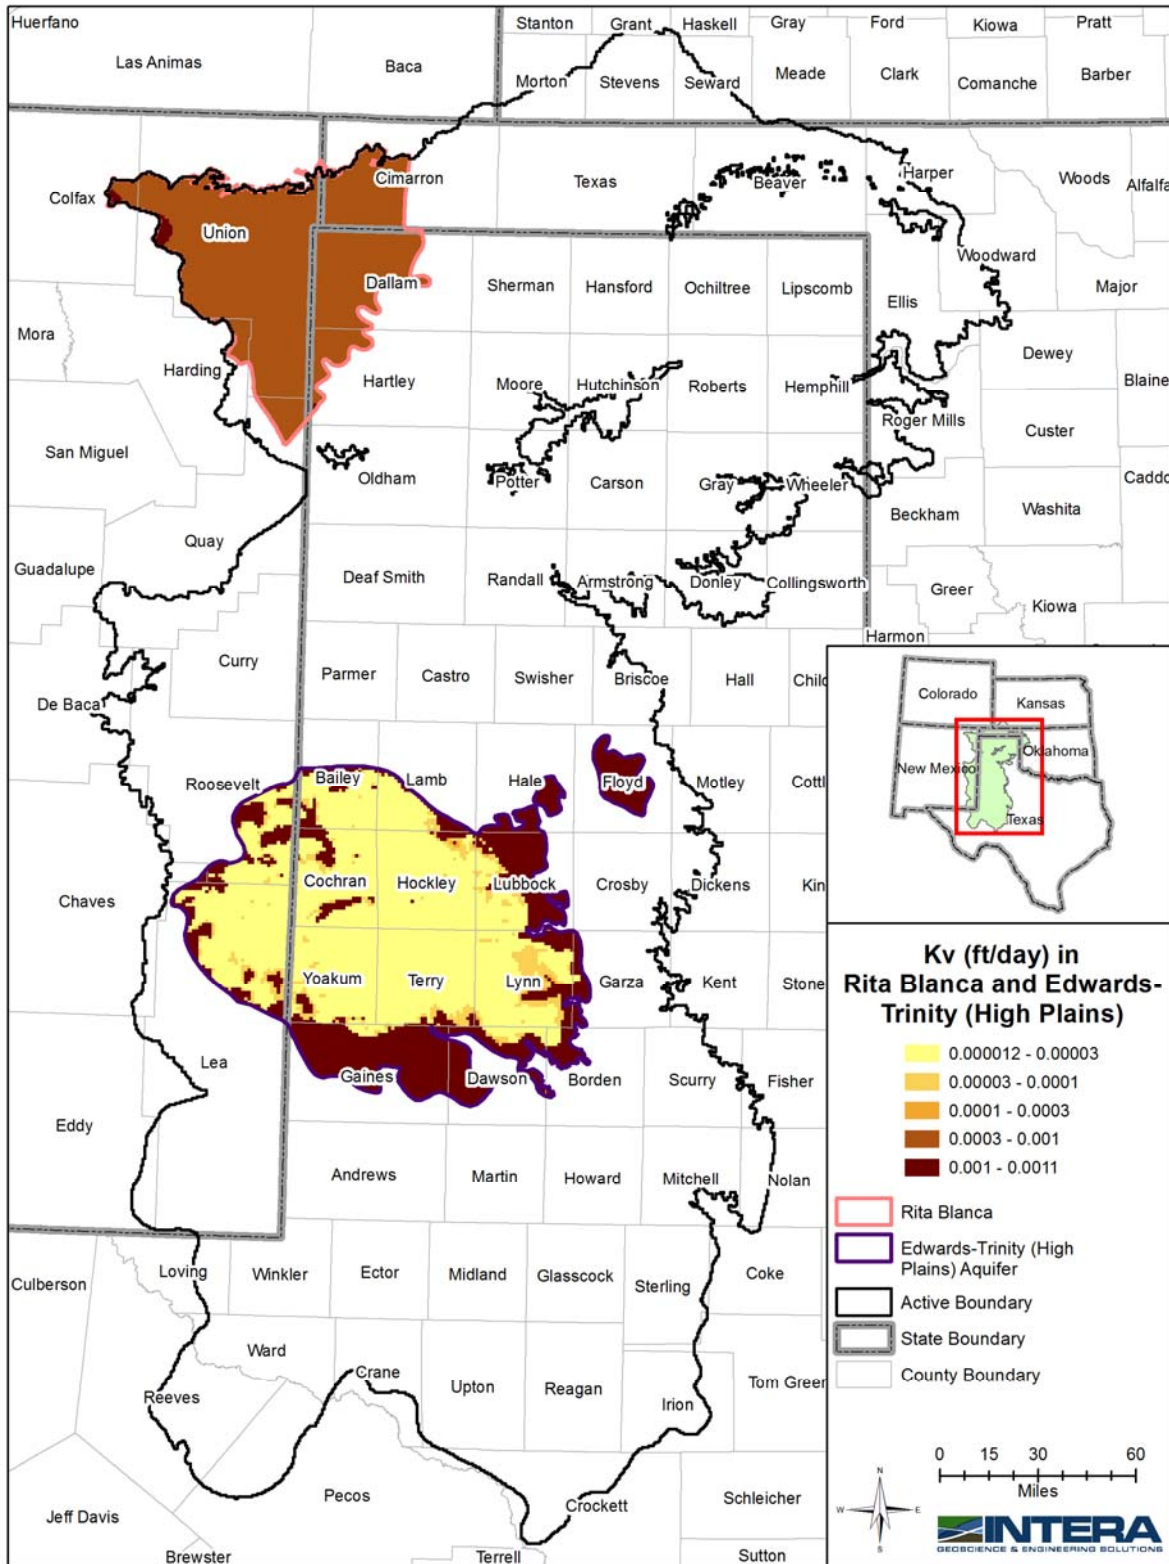 Huerfano
Stanton
Grant
Haskell
Gray
Ford
Kiowa
Pratt
Las Animas
Baca
Morton
Stevens
Seward
Meade
Clark
Comanche
Barber
Colfax
Union
Cimarron
Texas
Beaver
Harper
Woods
Alfalfa
Woodward
Dallam
Sherman
Hansford
Ochiltree
Lipscomb
Ellis
Major
Mora
Harding
Hartley
Moore
Hutchinson
Roberts
Hemphill
Dewey
Blaine
Roger Mills
Custer
San Miguel
Oldham
Potter
Carson
Gray
Wheeler
Beckham
Washita
Caddo
Quay
Guadalupe
Deaf Smith
Randall
Armstrong
Donley
Collingsworth
Greer
Kiowa
Harmon
Curry
Parmer
Castro
Swisher
Briscoe
Hall
Child
De Baca
Roosevelt
Bailey
Lamb
Hale
Floyd
Motley
Cottl
Chaves
Cochran
Hockley
Lubbock
Crosby
Dickens
Kin
Yoakum
Terry
Lynn
Garza
Kent
Stone
Lea
Gaines
Dawson
Borden
Scurry
Fisher
Eddy
Andrews
Martin
Howard
Mitchell
Nolan
Culberson
Loving
Winkler
Ector
Midland
Glasscock
Sterling
Coke
Ward
Crane
Reeves
Upton
Reagan
Irion
Tom Green
Jeff Davis
Pecos
Crockett
Schleicher
Brewster
Terrell
Sutton
Colorado
Kansas
New Mexico
Oklahoma
Texas
Kv (ft/day) in
Rita Blanca and Edwards-
Trinity (High Plains)
0.000012 - 0.00003
0.00003 - 0.0001
0.0001 - 0.0003
0.0003 - 0.001
0.001 - 0.0011
Rita Blanca
Edwards-Trinity (High
Plains) Aquifer
Active Boundary
State Boundary
County Boundary
0 15 30 60
Miles
N
W E
S
INTERA
GEOSCIENCE & ENGINEERING SOLUTIONS